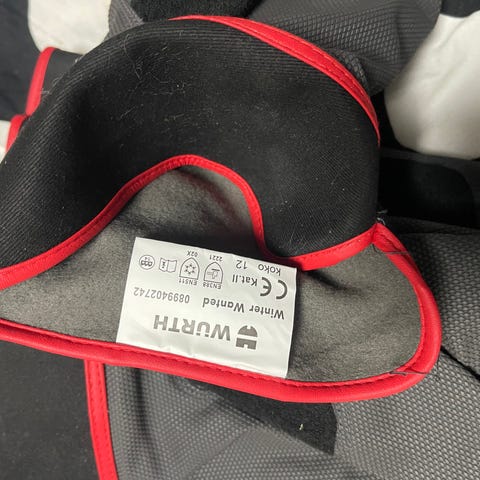 WÜRTH
Winter Wanted 0899402742
CE Kat.II Koko 12
EN388 EN511
2221 02X